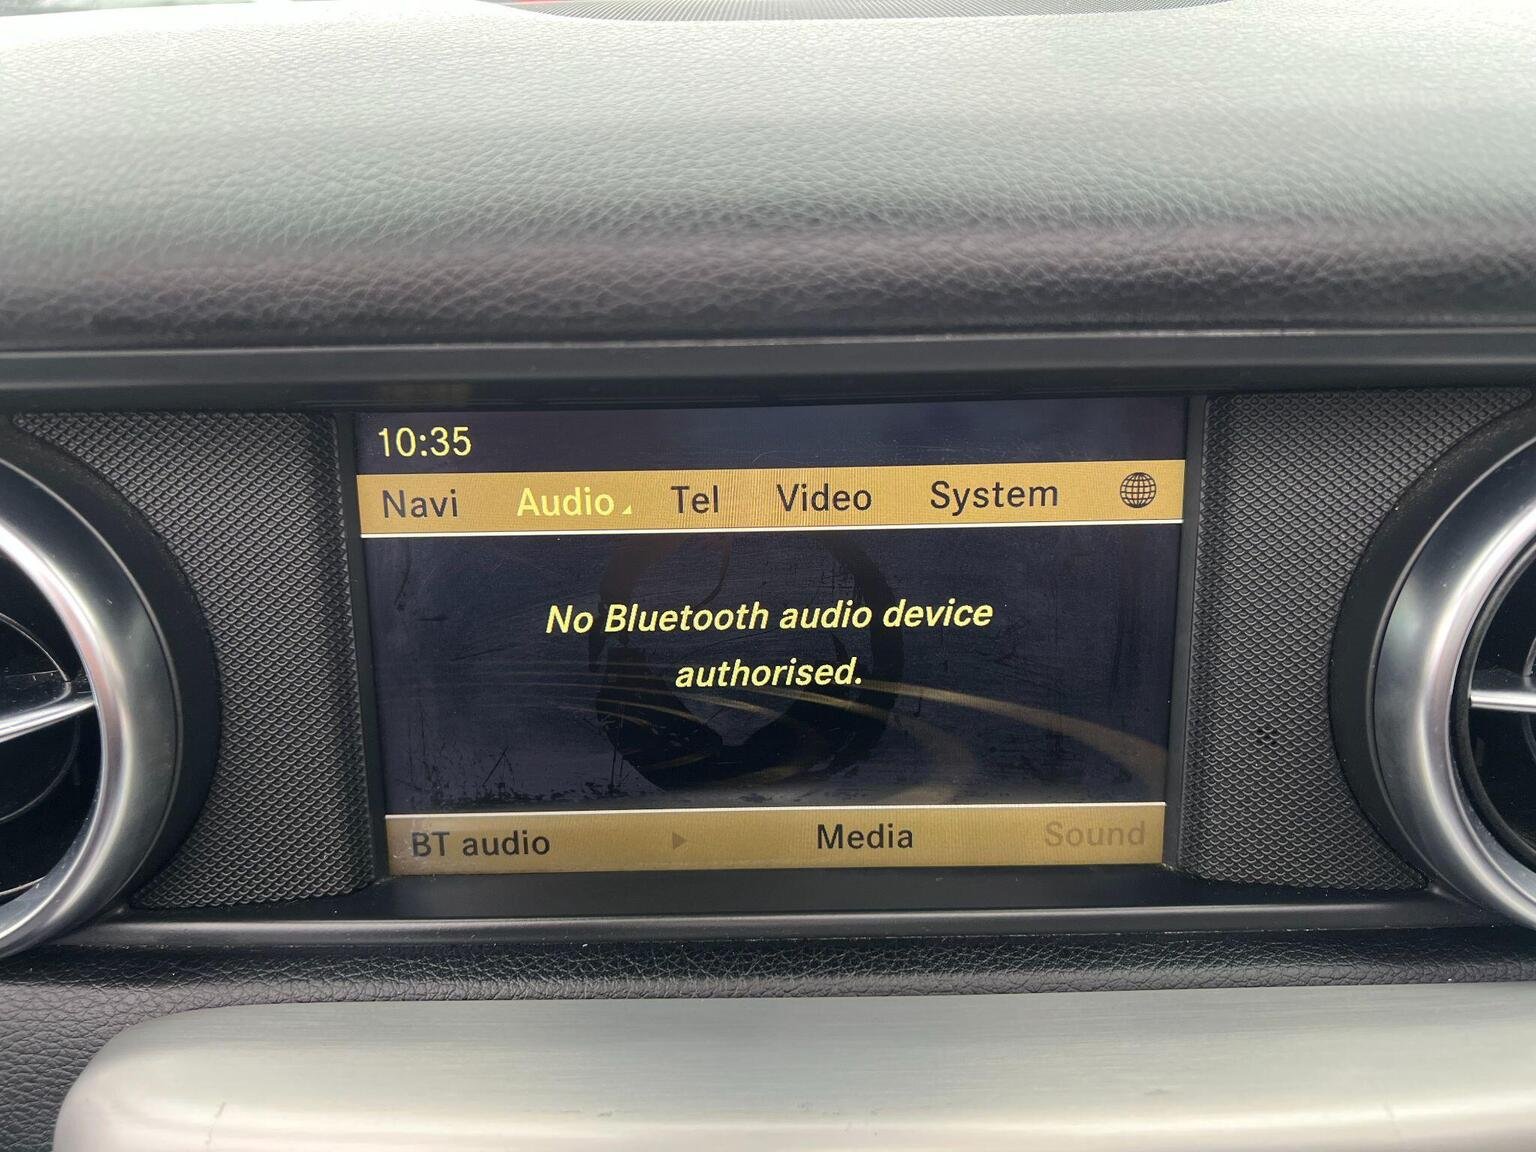 10:35
Navi Audio Tel Video System
No Bluetooth audio device
authorised.
BT audio Media Sound